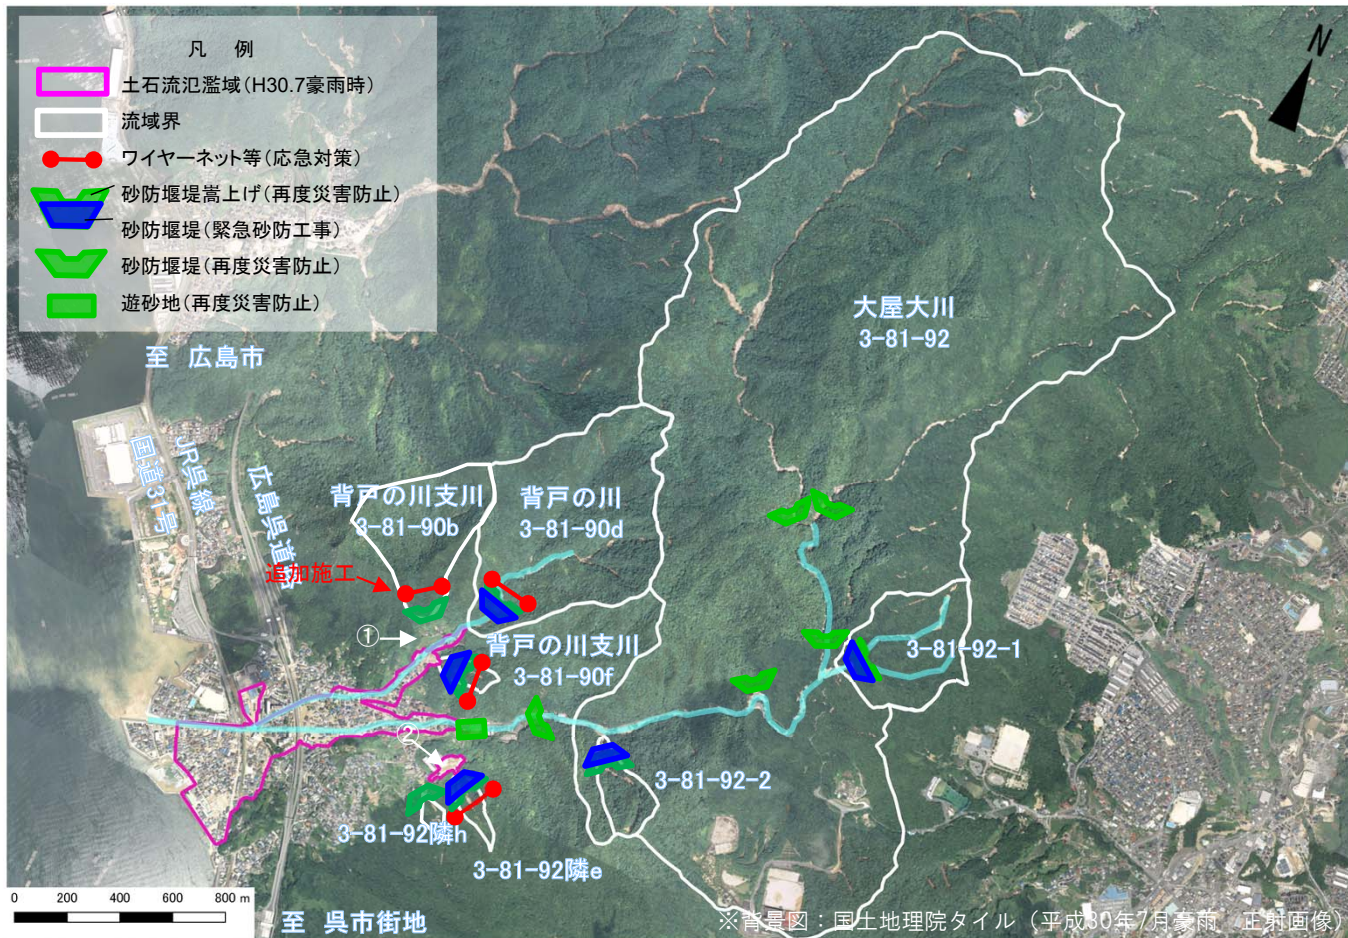 凡 例
土石流氾濫域(H30.7豪雨時)
流域界
ワイヤーネット等(応急対策)
砂防堰堤嵩上げ(再度災害防止)
砂防堰堤(緊急砂防工事)
砂防堰堤(再度災害防止)
遊砂地(再度災害防止)
N
大屋大川
3-81-92
至 広島市
国道31号
JR呉線
広島呉道路
背戸の川支川
3-81-90b
背戸の川
3-81-90d
追加施工
①
背戸の川支川
3-81-90f
3-81-92-1
②
3-81-92-2
3-81-92隣h
3-81-92隣e
0 200 400 600 800 m
至 呉市街地
※背景図：国土地理院タイル（平成30年7月豪雨 正射画像）